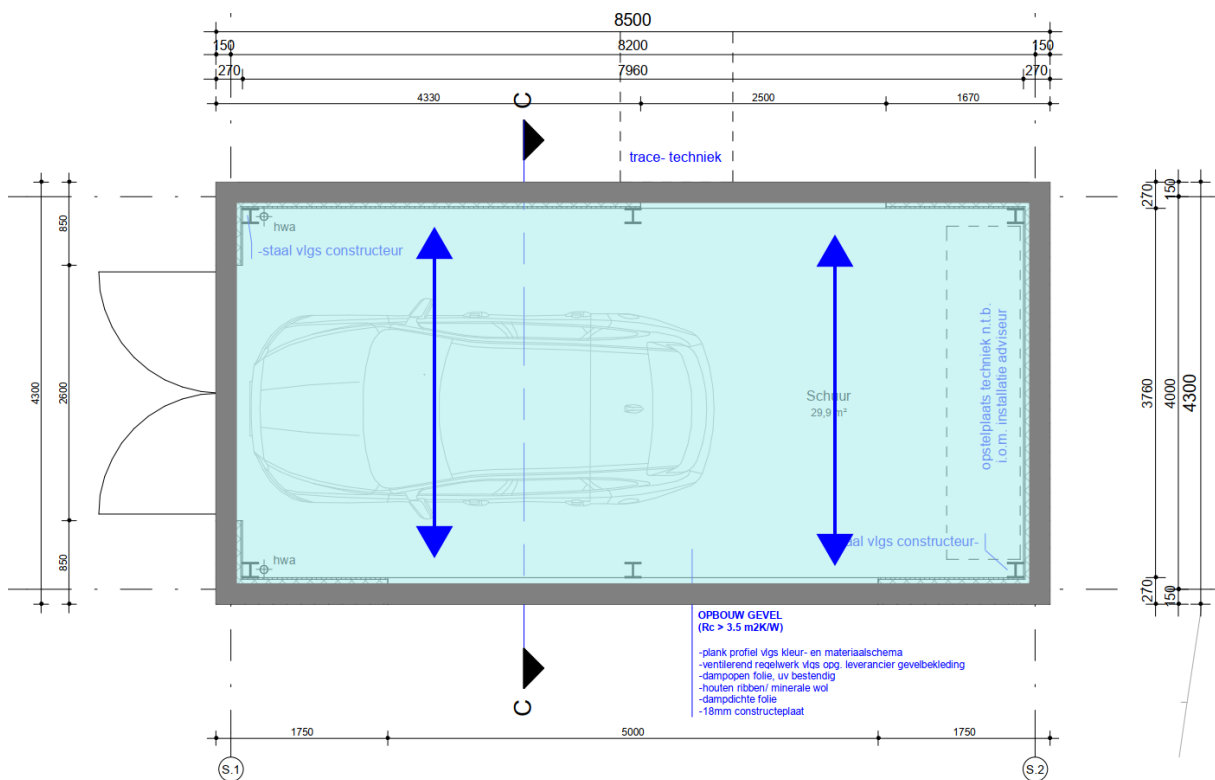 8500
150 8200 150
270 7960 270
4330 2500 1670
C
trace- techniek
4300
850
2600
850
hwa
-staal vlgs constructeur
Schuur
29,9 m²
opstelplaats techniek n.t.b.
i.o.m. installatie adviseur
hwa
vlgs constructeur-
270
3760
270
150
4000
150
4300
OPBOUW GEVEL
(Rc > 3.5 m2K/W)
-plank profiel vlgs kleur- en materiaalschema
-ventilerend regelwerk vlgs opg. leverancier gevelbekleding
-dampopen folie, uv bestendig
-houten ribben/ minerale wol
-dampdichte folie
-18mm constructeplaat
C
1750 5000 1750
S.1 S.2